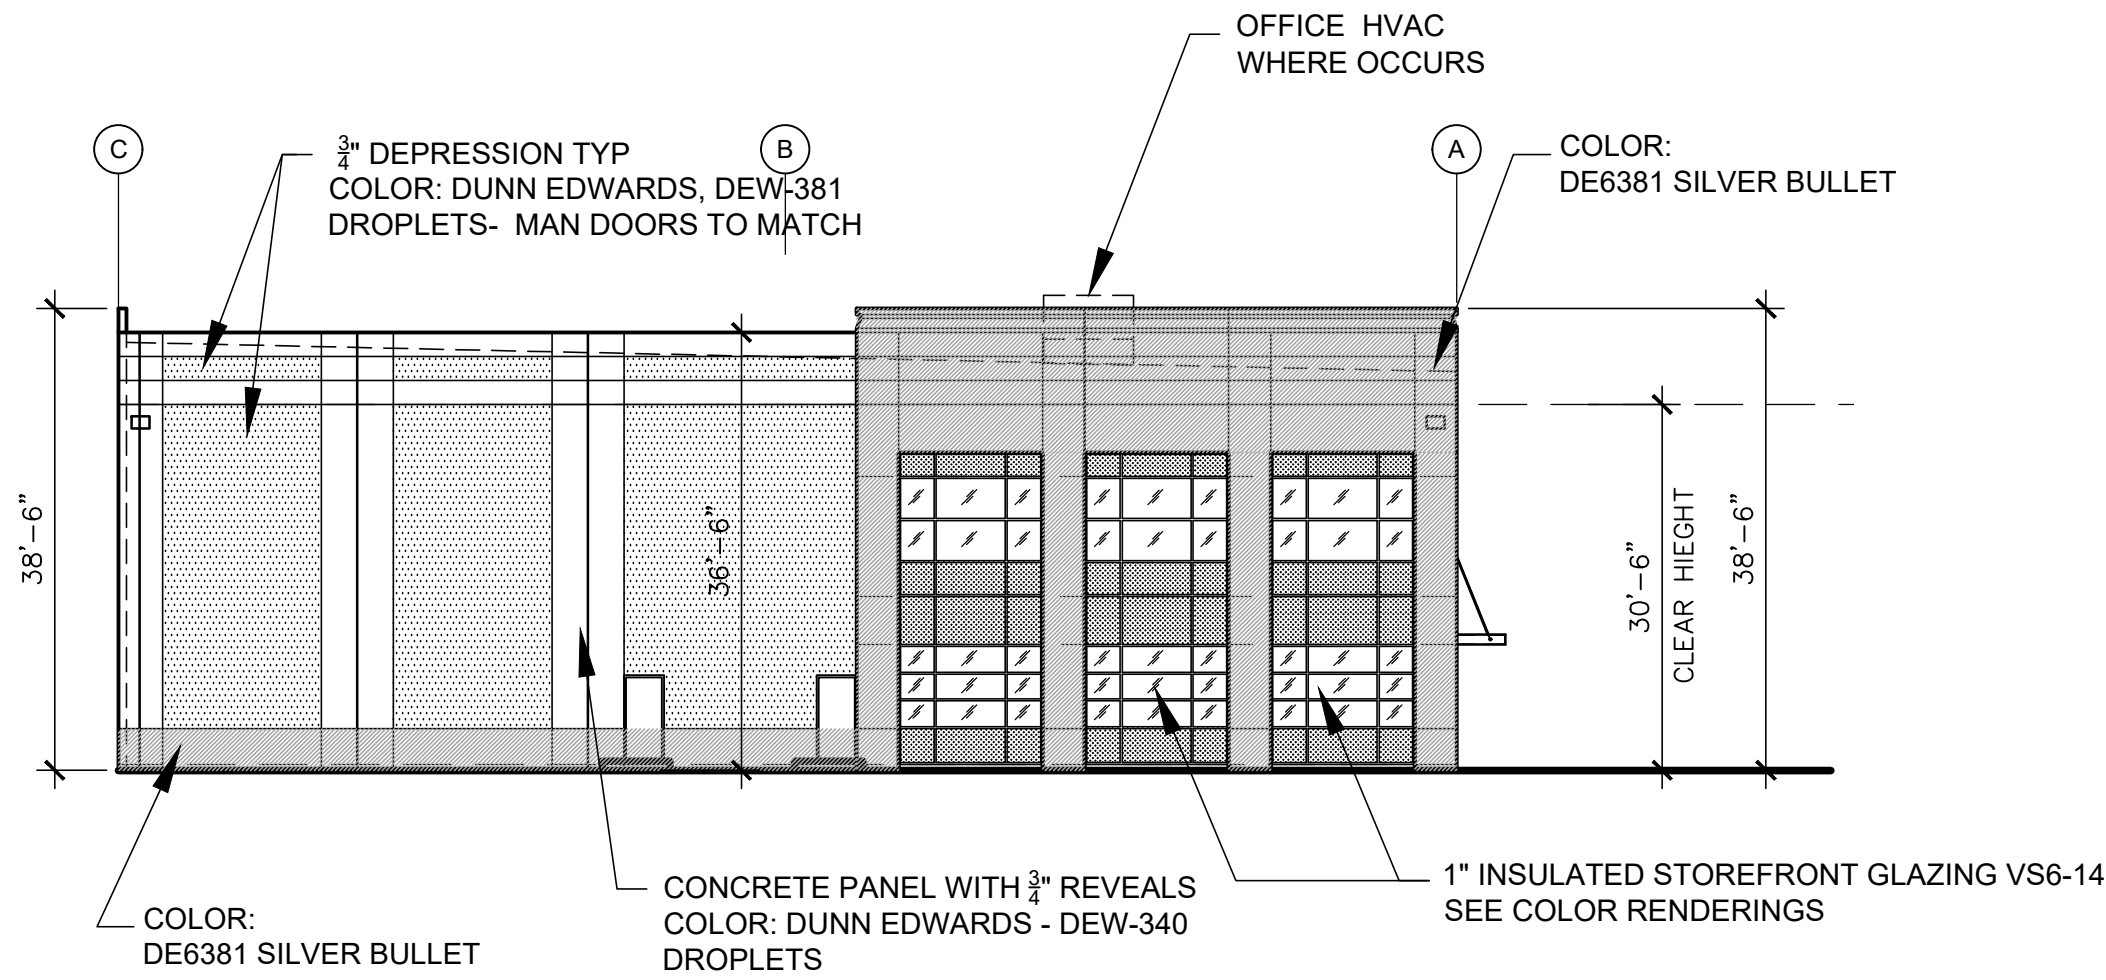 OFFICE  HVAC
WHERE OCCURS
C
B
A
¾" DEPRESSION TYP
COLOR: DUNN EDWARDS, DEW-381
DROPLETS-  MAN DOORS TO MATCH
COLOR:
DE6381 SILVER BULLET
38'-6"
36'-6"
30'-6"
CLEAR HIEGHT
38'-6"
COLOR:
DE6381 SILVER BULLET
CONCRETE PANEL WITH ¾" REVEALS
COLOR: DUNN EDWARDS - DEW-340
DROPLETS
1" INSULATED STOREFRONT GLAZING VS6-14
SEE COLOR RENDERINGS